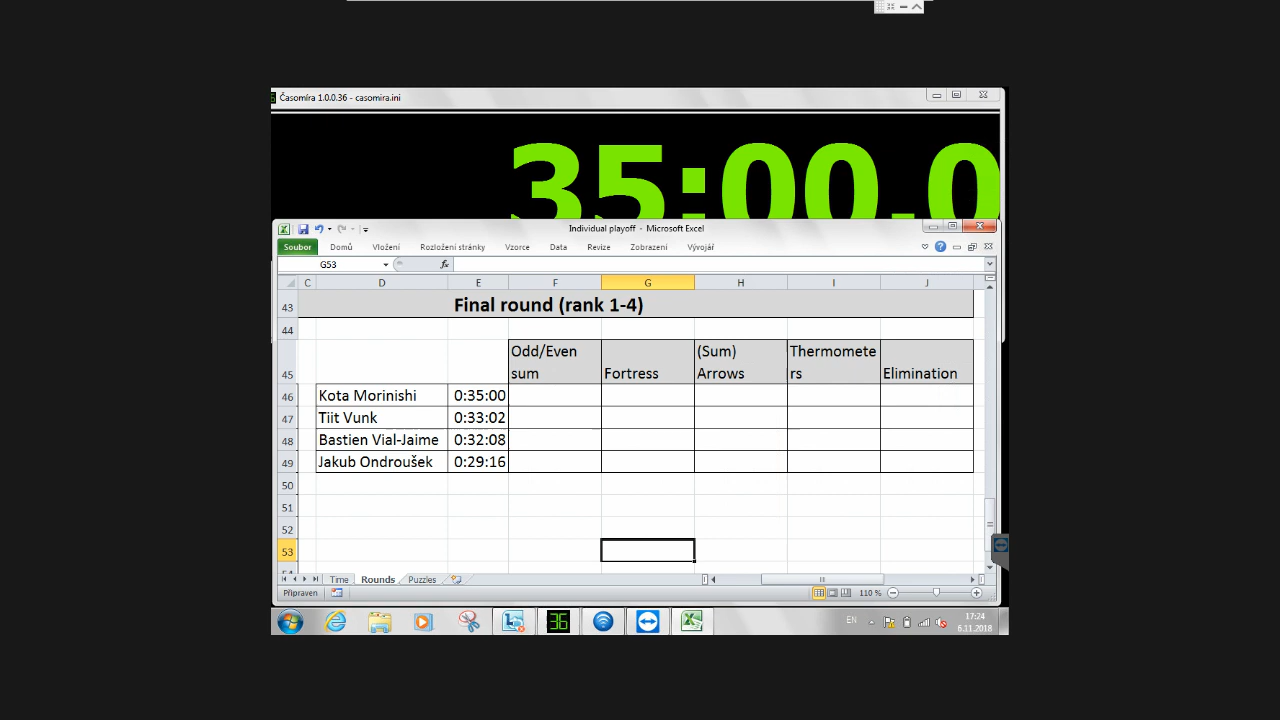 Časomíra 1.0.0.36 - casomira.ini
35:00.0
Individual playoff - Microsoft Excel
Soubor Domů Vložení Rozložení stránky Vzorce Data Revize Zobrazení Vývojář
G53 fx
C D E F G H I J
43 Final round (rank 1-4)
44
45 Odd/Even sum Fortress (Sum) Arrows Thermometers Elimination
46 Kota Morinishi 0:35:00
47 Tiit Vunk 0:33:02
48 Bastien Vial-Jaime 0:32:08
49 Jakub Ondroušek 0:29:16
50
51
52
53
Time Rounds Puzzles
Připraven 110 %
36 EN 17:24
6.11.2018